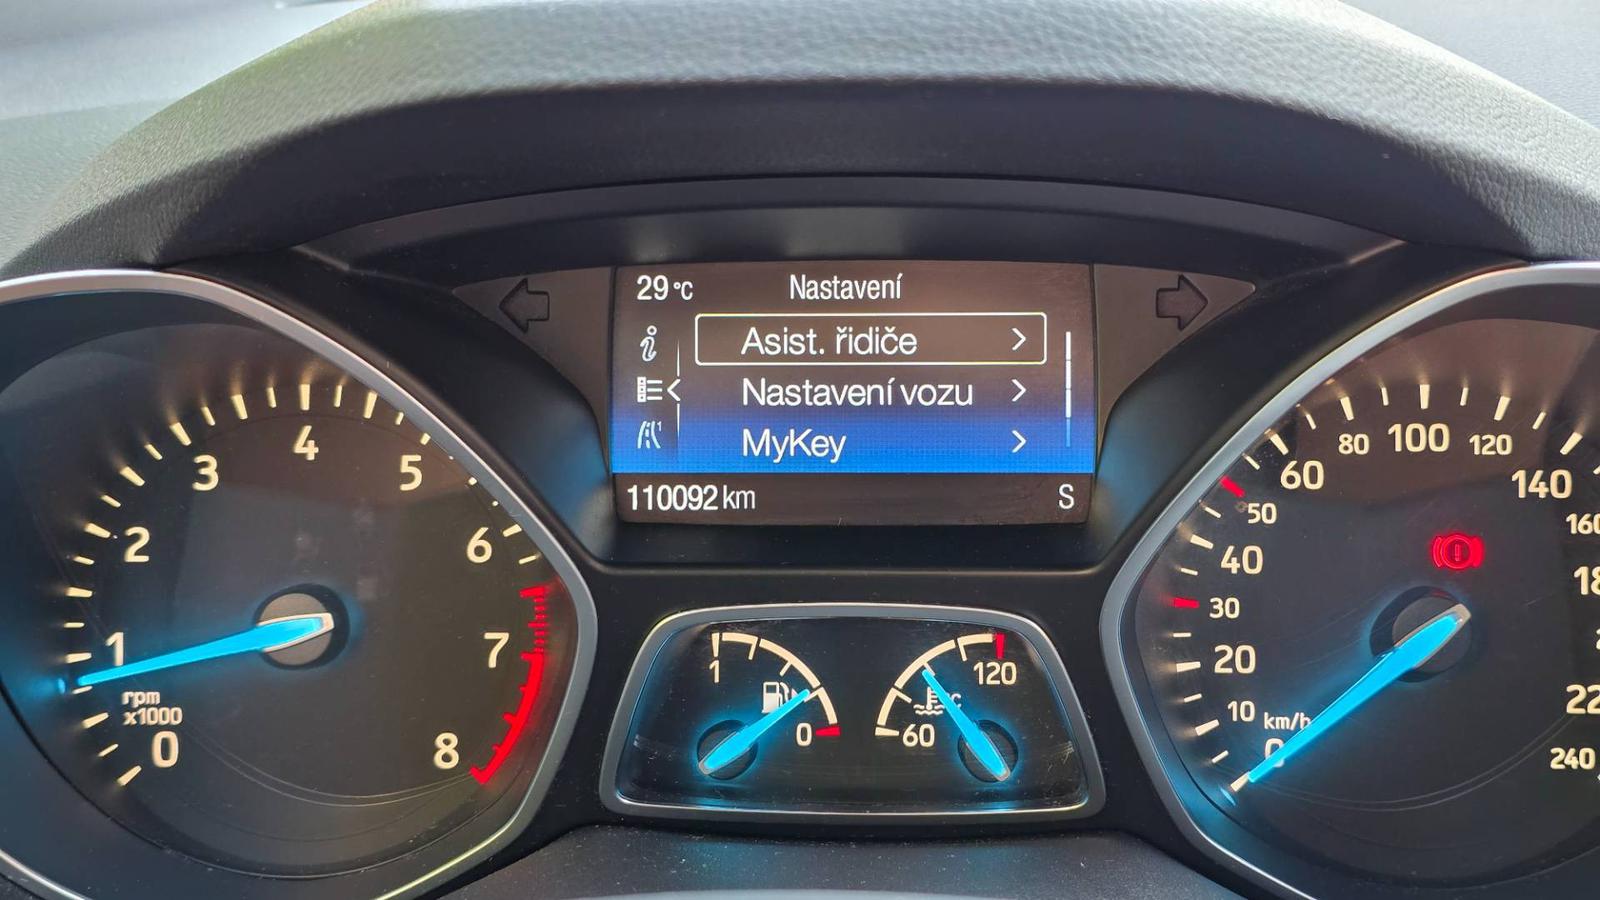 29°C Nastavení
Asist. řidiče >
Nastavení vozu >
MyKey >
110092 km S
0 1 2 3 4 5 6 7 8
rpm
x1000
1 0
60 120
0 10 20 30 40 50 60 80 100 120 140
km/h
240